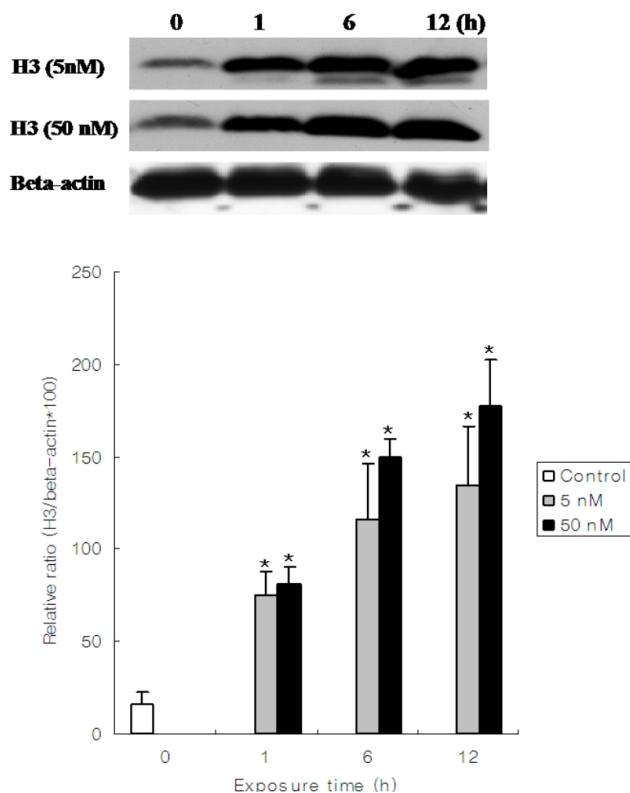 0 1 6 12 (h)
H3 (5nM)
H3 (50 nM)
Beta-actin
250
200
150
100
50
0
Relative ratio (H3/beta-actin*100)
* *
* *
* *
Control
5 nM
50 nM
0 1 6 12
Exposure time (h)